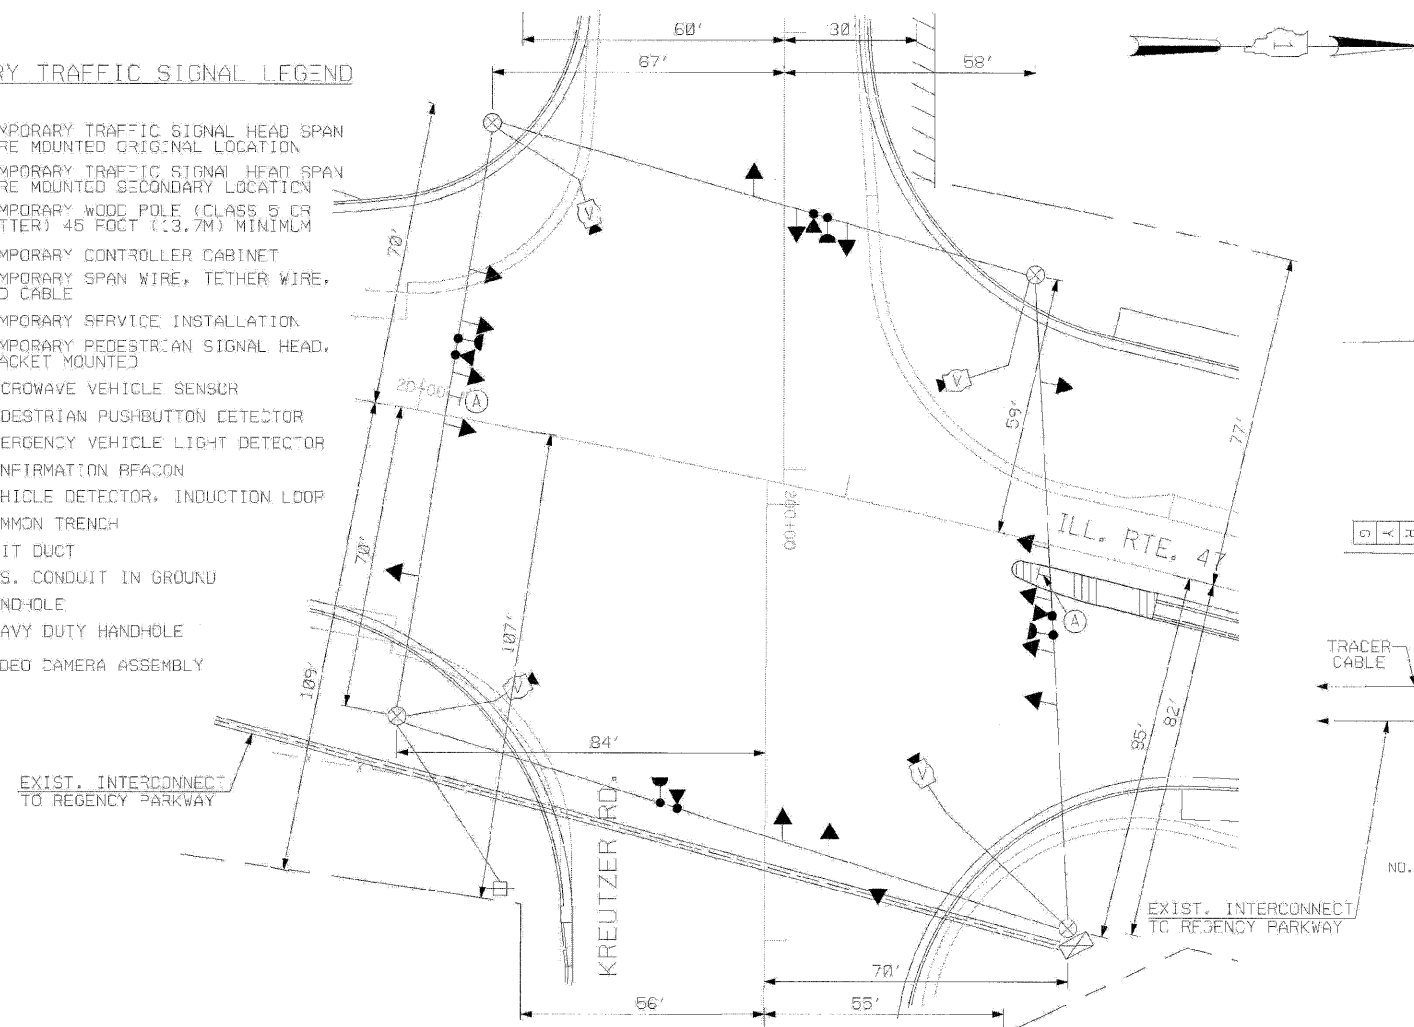 RY TRAFFIC SIGNAL LEGEND
MPORARY TRAFFIC SIGNAL HEAD SPAN
RE MOUNTED ORIGINAL LOCATION
MPORARY TRAFFIC SIGNAL HEAD SPAN
RE MOUNTED SECONDARY LOCATION
MPORARY WOOD POLE (CLASS 5 OR
TTER) 45 FOOT (13.7M) MINIMUM
MPORARY CONTROLLER CABINET
MPORARY SPAN WIRE, TETHER WIRE,
D CABLE
MPORARY SERVICE INSTALLATION
MPORARY PEDESTRIAN SIGNAL HEAD,
ACKET MOUNTED
CROWAVE VEHICLE SENSOR
DESTRIAN PUSHBUTTON DETECTOR
ERGENCY VEHICLE LIGHT DETECTOR
NFIRMATION BEACON
HICLE DETECTOR, INDUCTION LOOP
MMON TRENCH
IT DUCT
S. CONDUIT IN GROUND
NDHOLE
AVY DUTY HANDHOLE
DEO CAMERA ASSEMBLY
60'
30'
67'
58'
1
70'
V
V
59'
77'
20+00
A
200+00
ILL. RTE. 47
R Y G
70'
107'
109'
V
A
TRACER
CABLE
84'
85'
82'
V
EXIST. INTERCONNECT
TO REGENCY PARKWAY
KREUTZER RD.
NO.
EXIST. INTERCONNECT
TO REGENCY PARKWAY
70'
56'
55'